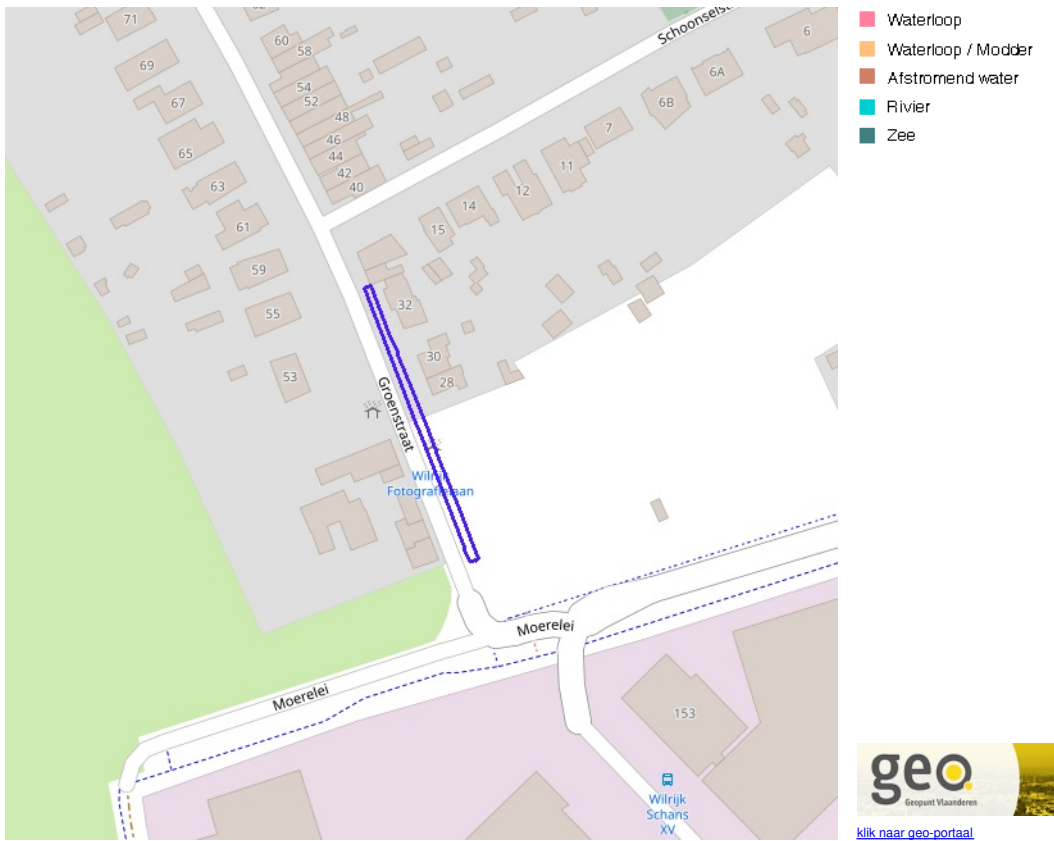 71
60
58
69
54
52
67
48
46
65
44
42
63
40
61
59
55
53
Schoonselstr
6
6A
6B
7
11
12
14
15
32
30
28
Groenstraat
Wilrijk
Fotografielaan
Moerelei
Moerelei
153
Wilrijk
Schans
XV
Waterloop
Waterloop / Modder
Afstromend water
Rivier
Zee
geo.
Geopunt Vlaanderen
klik naar geo-portaal